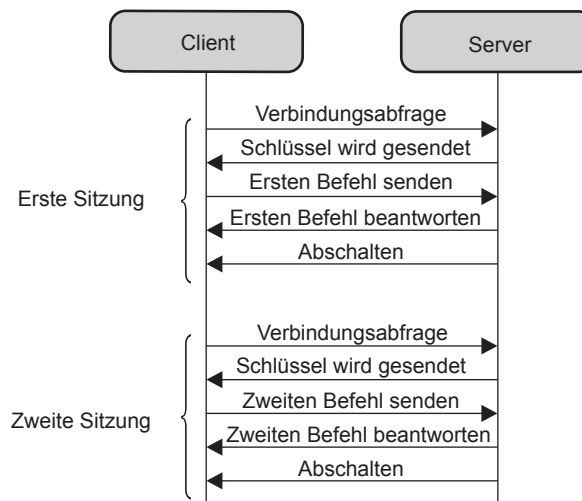 Client
Server
Verbindungsabfrage
Schlüssel wird gesendet
Erste Sitzung
Ersten Befehl senden
Ersten Befehl beantworten
Abschalten
Verbindungsabfrage
Schlüssel wird gesendet
Zweite Sitzung
Zweiten Befehl senden
Zweiten Befehl beantworten
Abschalten